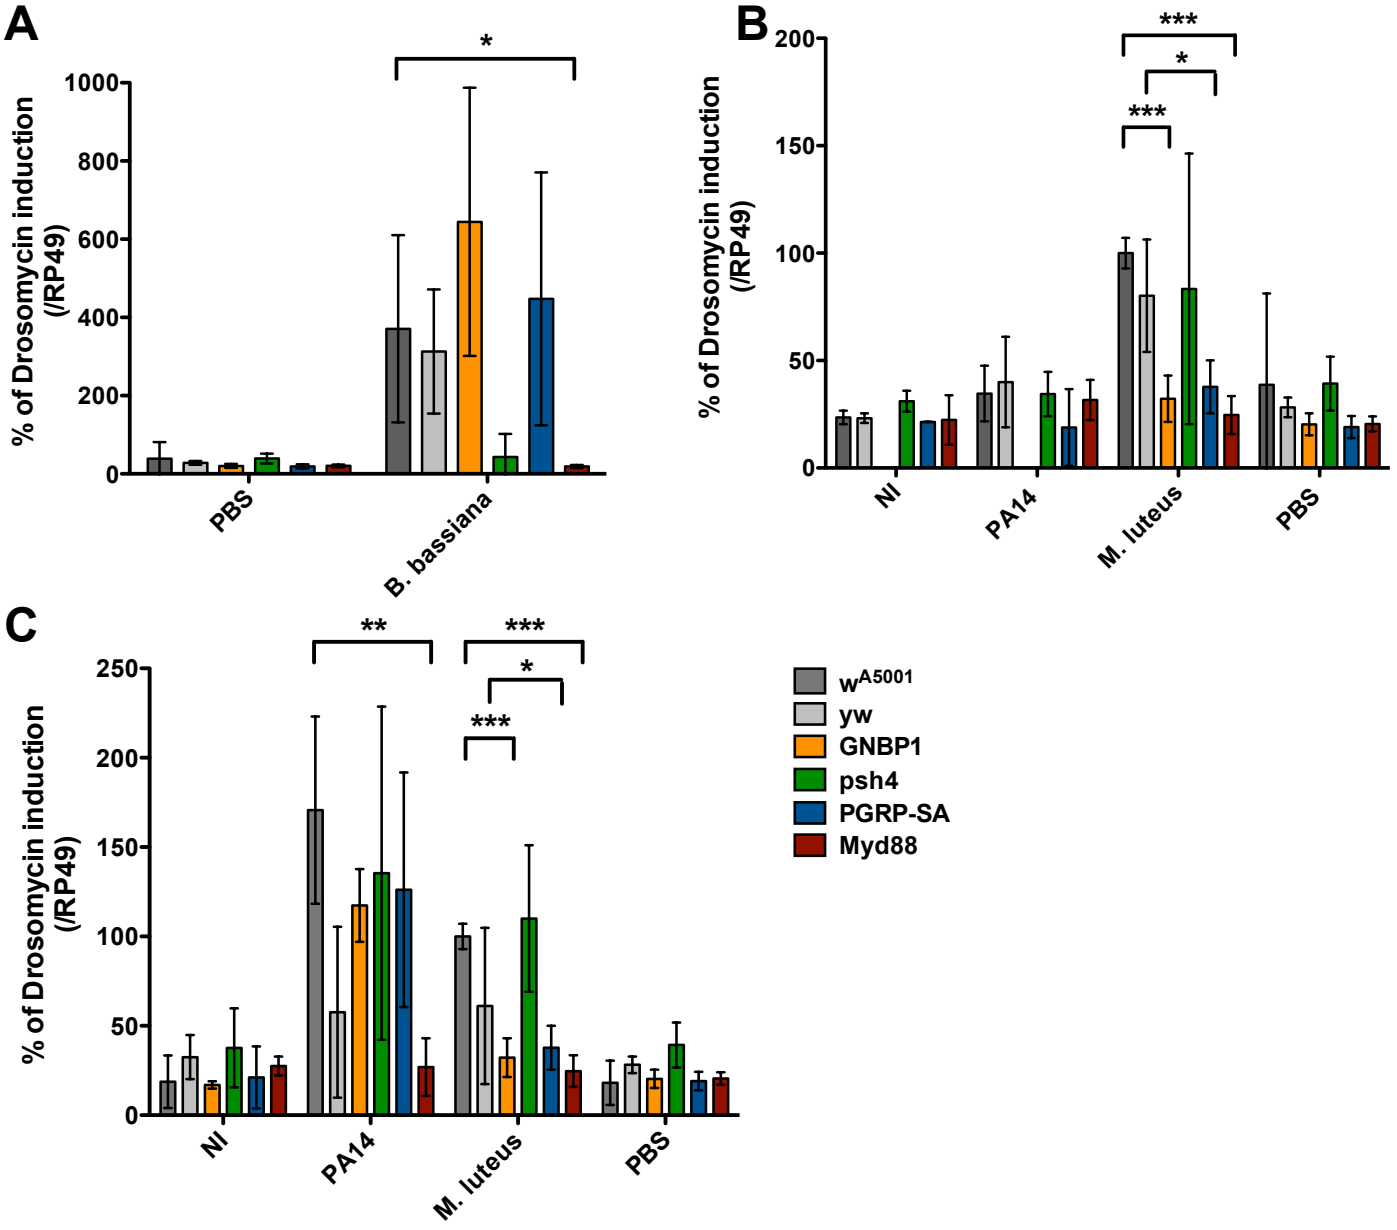 A
% of Drosomycin induction
(/RP49)
1000
800
600
400
200
0
*
PBS
B. bassiana
B
% of Drosomycin induction
(/RP49)
200
150
100
50
0
***
*
***
NI
PA14
M. luteus
PBS
C
% of Drosomycin induction
(/RP49)
250
200
150
100
50
0
**
***
*
***
NI
PA14
M. luteus
PBS
wA5001
yw
GNBP1
psh4
PGRP-SA
Myd88